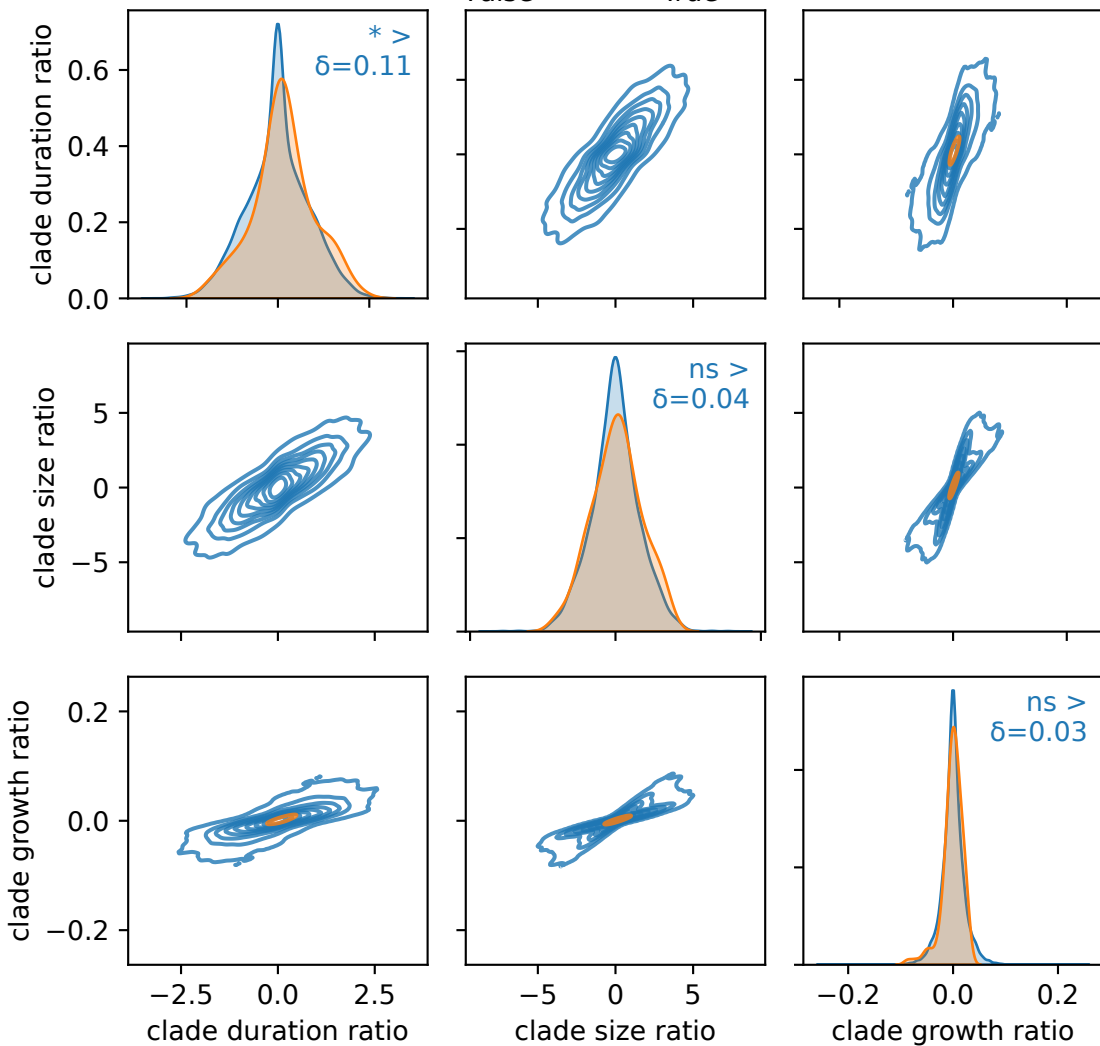 * >
δ=0.11
clade duration ratio
0.6
0.4
0.2
0.0
ns >
δ=0.04
clade size ratio
5
0
−5
ns >
δ=0.03
clade growth ratio
0.2
0.0
−0.2
−2.5 0.0 2.5
−5 0 5
−0.2 0.0 0.2
clade duration ratio
clade size ratio
clade growth ratio